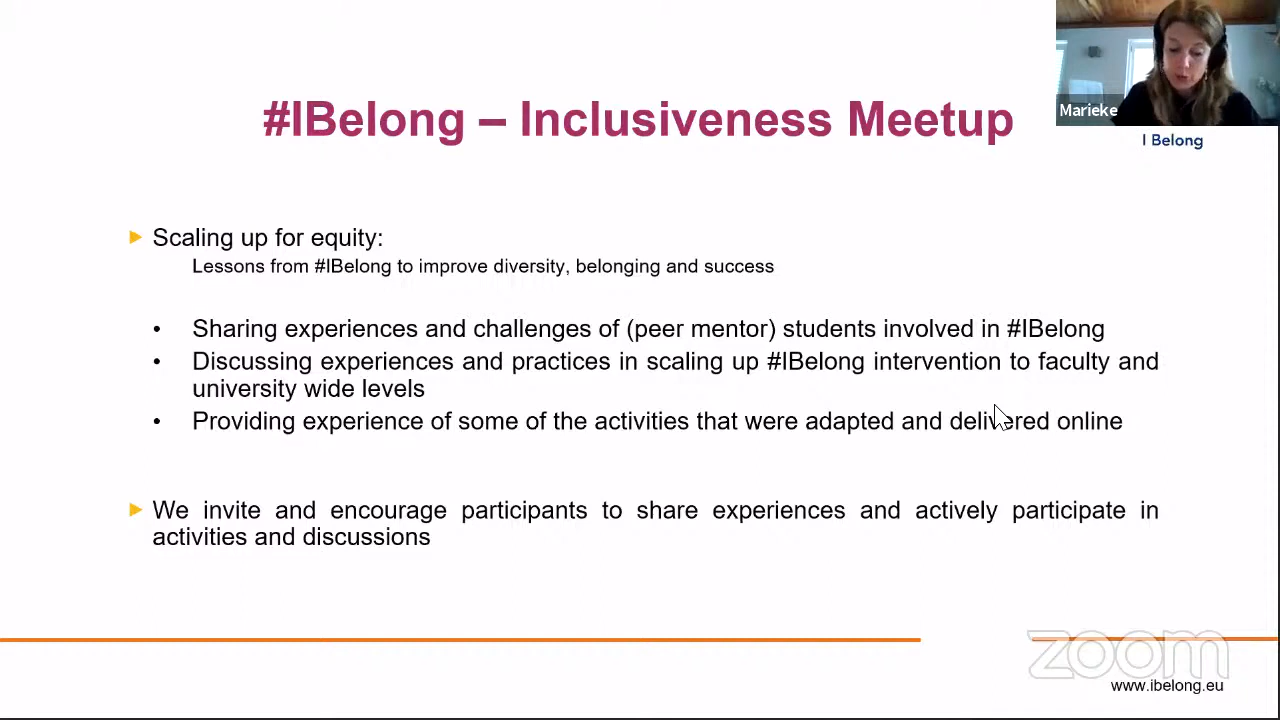 #IBelong – Inclusiveness Meetup
Marieke
I Belong
Scaling up for equity:
Lessons from #IBelong to improve diversity, belonging and success
• Sharing experiences and challenges of (peer mentor) students involved in #IBelong
• Discussing experiences and practices in scaling up #IBelong intervention to faculty and
university wide levels
• Providing experience of some of the activities that were adapted and delivered online
We invite and encourage participants to share experiences and actively participate in
activities and discussions
zoom
www.ibelong.eu